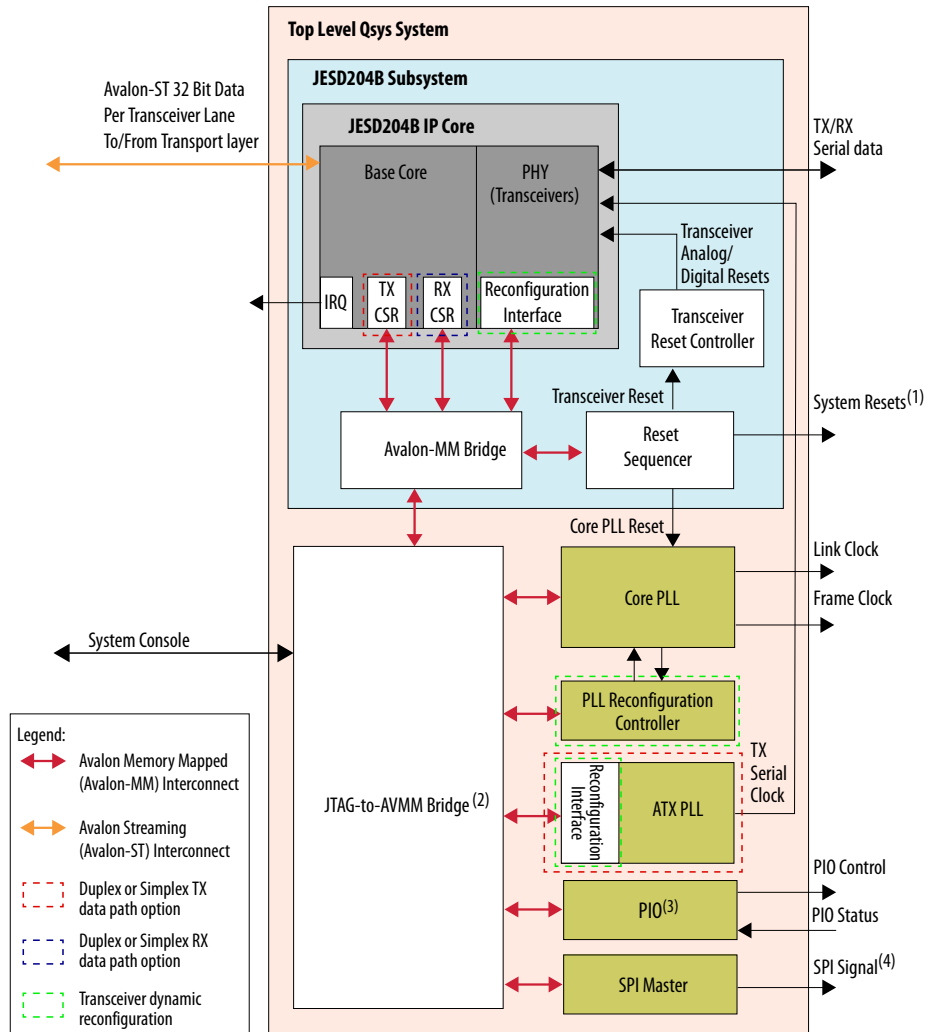 Top Level Qsys System
JESD204B Subsystem
Avalon-ST 32 Bit Data
Per Transceiver Lane
To/From Transport layer
JESD204B IP Core
TX/RX
Serial data
Base Core
PHY
(Transceivers)
Transceiver
Analog/
Digital Resets
IRQ
TX
CSR
RX
CSR
Reconfiguration
Interface
Transceiver
Reset Controller
Transceiver Reset
System Resets(1)
Avalon-MM Bridge
Reset
Sequencer
Core PLL Reset
Link Clock
Core PLL
Frame Clock
System Console
PLL Reconfiguration
Controller
Legend:
Avalon Memory Mapped
(Avalon-MM) Interconnect
Avalon Streaming
(Avalon-ST) Interconnect
Duplex or Simplex TX
data path option
Duplex or Simplex RX
data path option
Transceiver dynamic
reconfiguration
JTAG-to-AVMM Bridge(2)
Reconfiguration
Interface
ATX PLL
TX
Serial
Clock
PIO Control
PIO(3)
PIO Status
SPI Master
SPI Signal(4)